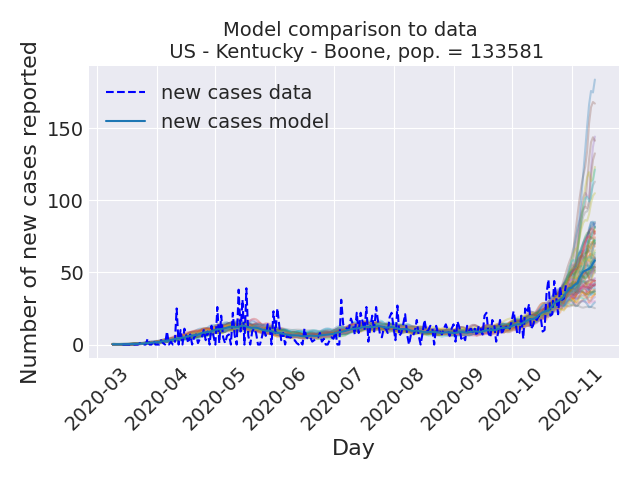 Model comparison to data
US - Kentucky - Boone, pop. = 133581
Number of new cases reported
new cases data
new cases model
150
100
50
0
2020-03
2020-04
2020-05
2020-06
2020-07
2020-08
2020-09
2020-10
2020-11
Day